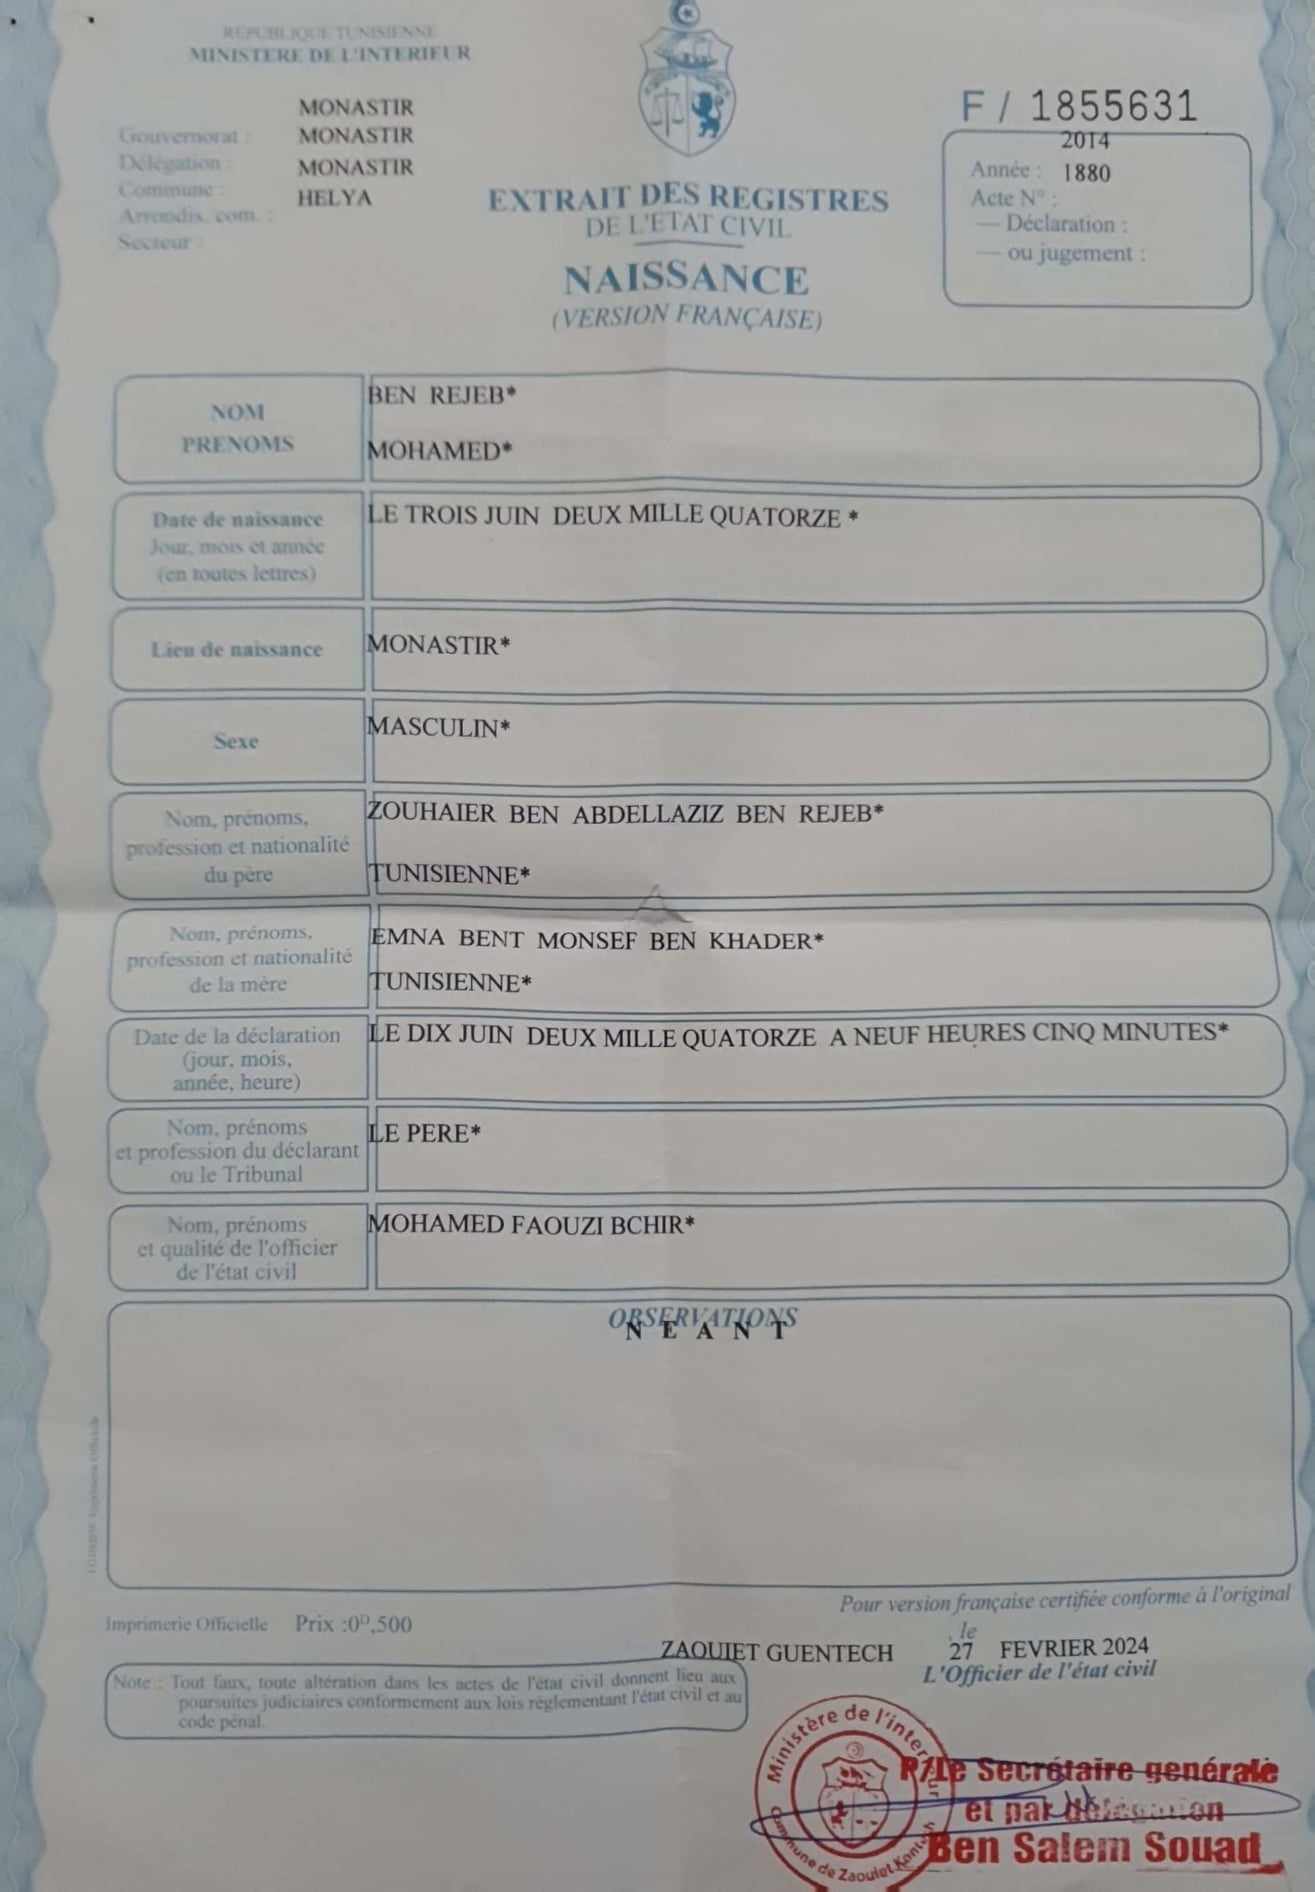 REPUBLIQUE TUNISIENNE
MINISTERE DE L'INTERIEUR
MONASTIR
Gouvernorat : MONASTIR
Délégation : MONASTIR
Commune : HELYA
Arrondis. com. :
Secteur :
F / 1855631
2014
Année : 1880
Acte N° :
— Déclaration :
— ou jugement :
EXTRAIT DES REGISTRES
DE L'ETAT CIVIL
NAISSANCE
(VERSION FRANÇAISE)
NOM
PRENOMS
BEN REJEB*
MOHAMED*
Date de naissance
Jour, mois et année
(en toutes lettres)
LE TROIS JUIN DEUX MILLE QUATORZE *
Lieu de naissance
MONASTIR*
Sexe
MASCULIN*
Nom, prénoms,
profession et nationalité
du père
ZOUHAIER BEN ABDELLAZIZ BEN REJEB*
TUNISIENNE*
Nom, prénoms,
profession et nationalité
de la mère
EMNA BENT MONSEF BEN KHADER*
TUNISIENNE*
Date de la déclaration
(jour, mois,
année, heure)
LE DIX JUIN DEUX MILLE QUATORZE A NEUF HEURES CINQ MINUTES*
Nom, prénoms
et profession du déclarant
ou le Tribunal
LE PERE*
Nom, prénoms
et qualité de l'officier
de l'état civil
MOHAMED FAOUZI BCHIR*
OBSERVATIONS
N E A N T
Imprimerie Officielle Prix :0ᴰ,500
Pour version française certifiée conforme à l'original
, le
ZAOUIET GUENTECH 27 FEVRIER 2024
L'Officier de l'état civil
Note : Tout faux, toute altération dans les actes de l'état civil donnent lieu aux
poursuites judiciaires conformement aux lois réglementant l'état civil et au
code pénal.
Ministère de l'interieur
Commune de Zaouiet Kontech
P/Le Secrétaire genérale
et par délégation
Ben Salem Souad